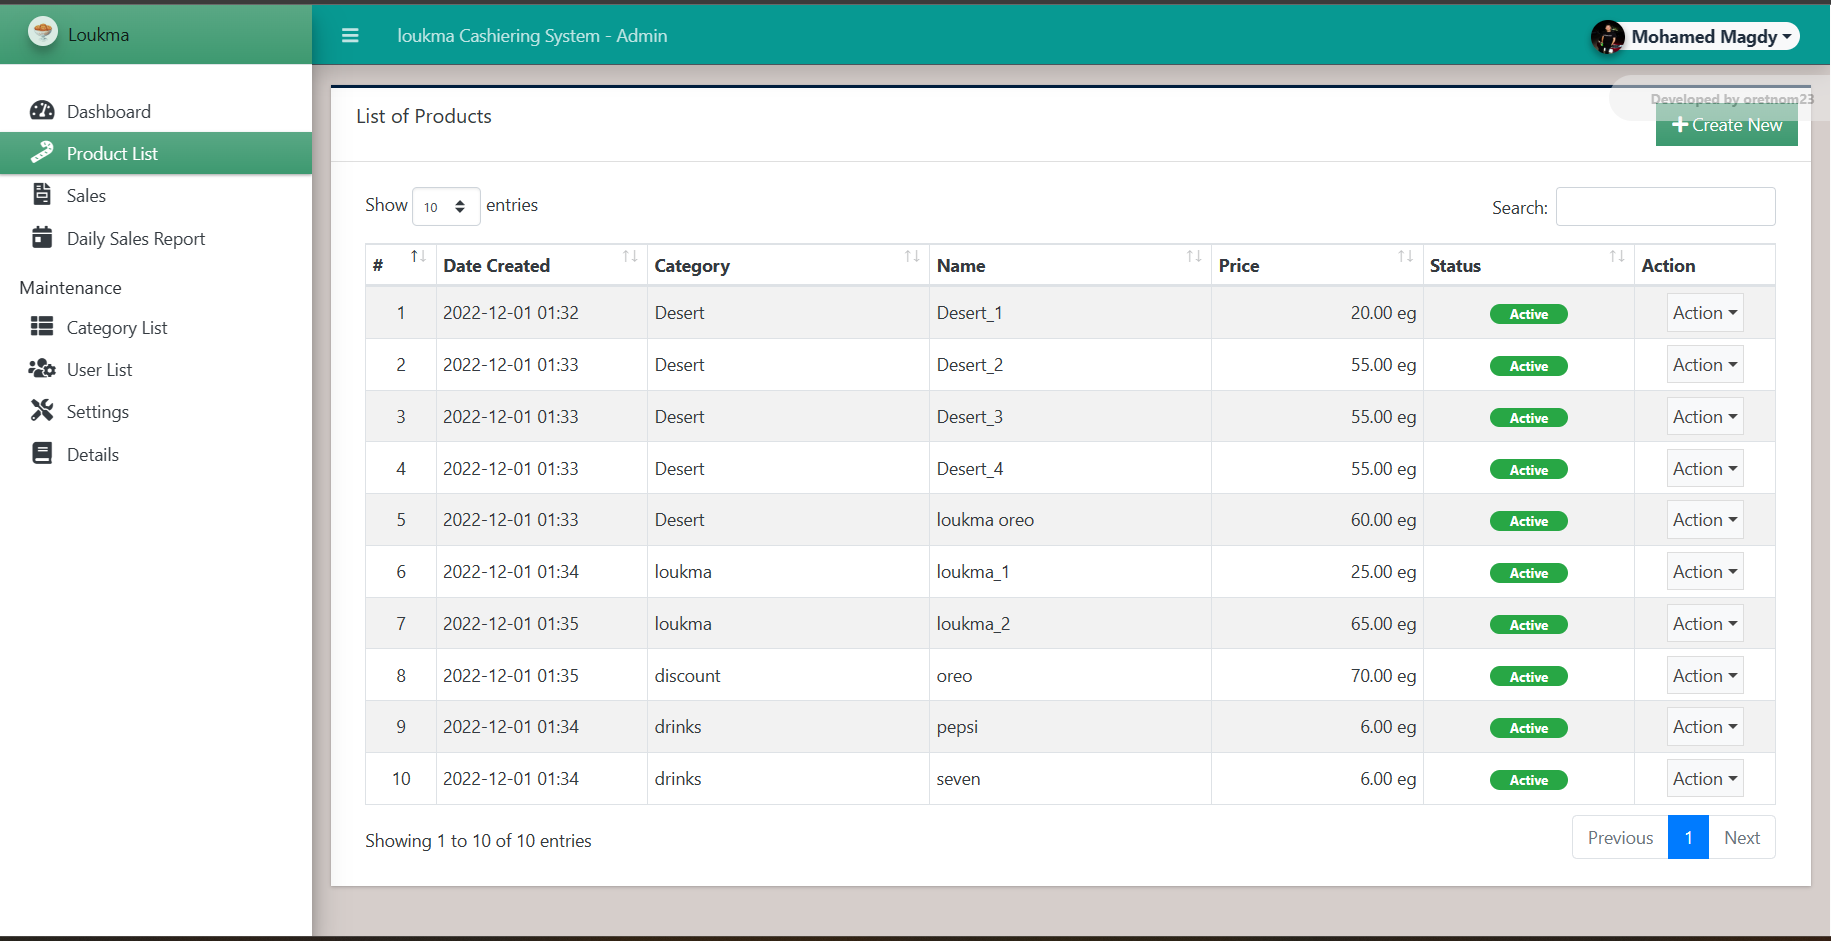 Loukma
loukma Cashiering System - Admin
Mohamed Magdy
Developed by oretnom23
Dashboard
Product List
Sales
Daily Sales Report
Maintenance
Category List
User List
Settings
Details
List of Products
Create New
Show 10 entries
Search:
# Date Created Category Name Price Status Action
1 2022-12-01 01:32 Desert Desert_1 20.00 eg Active Action
2 2022-12-01 01:33 Desert Desert_2 55.00 eg Active Action
3 2022-12-01 01:33 Desert Desert_3 55.00 eg Active Action
4 2022-12-01 01:33 Desert Desert_4 55.00 eg Active Action
5 2022-12-01 01:33 Desert loukma oreo 60.00 eg Active Action
6 2022-12-01 01:34 loukma loukma_1 25.00 eg Active Action
7 2022-12-01 01:35 loukma loukma_2 65.00 eg Active Action
8 2022-12-01 01:35 discount oreo 70.00 eg Active Action
9 2022-12-01 01:34 drinks pepsi 6.00 eg Active Action
10 2022-12-01 01:34 drinks seven 6.00 eg Active Action
Showing 1 to 10 of 10 entries
Previous 1 Next